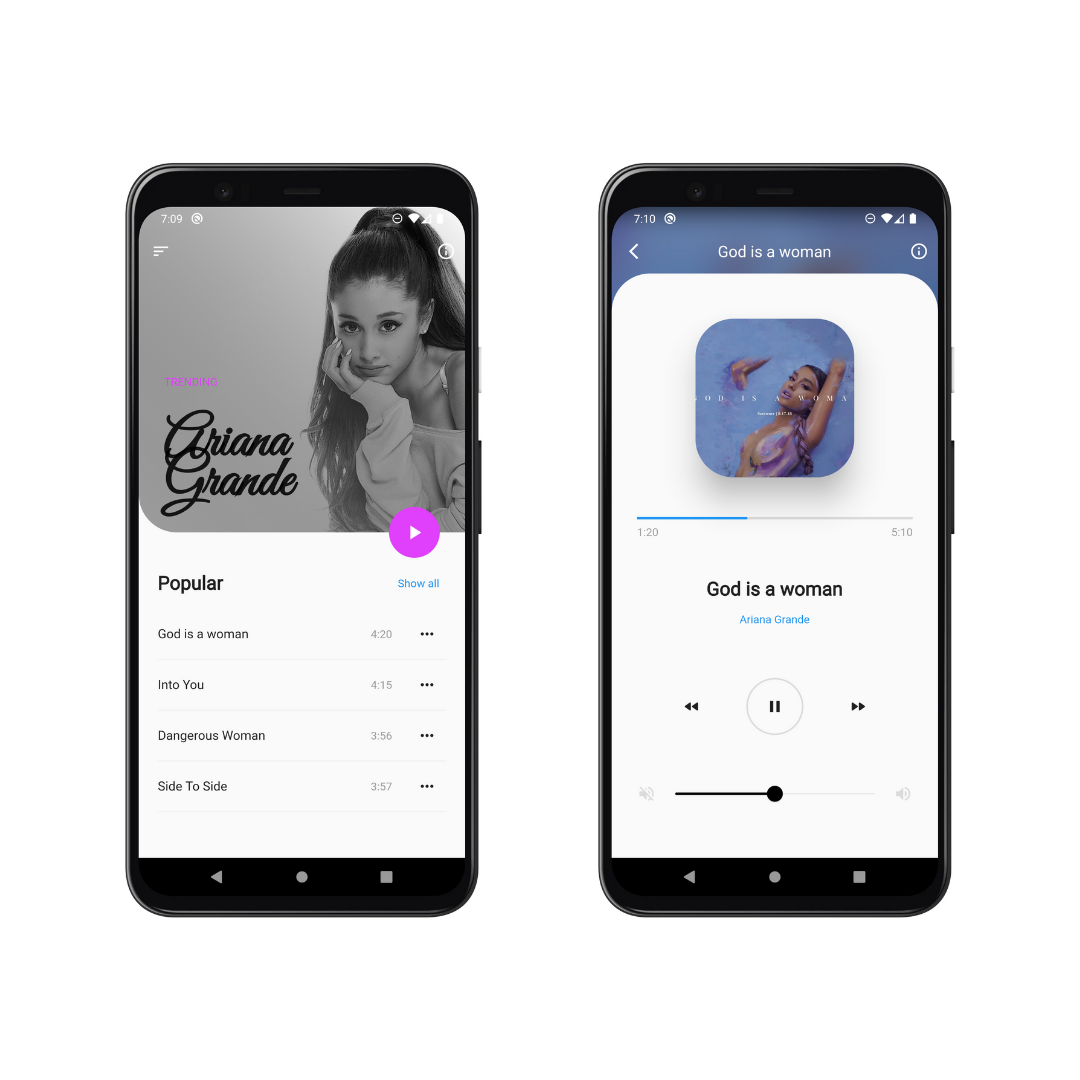 7:09
TRENDING
Ariana
Grande
Popular
Show all
God is a woman
4:20
Into You
4:15
Dangerous Woman
3:56
Side To Side
3:57
7:10
God is a woman
OD IS A WOMA
1:20
5:10
God is a woman
Ariana Grande